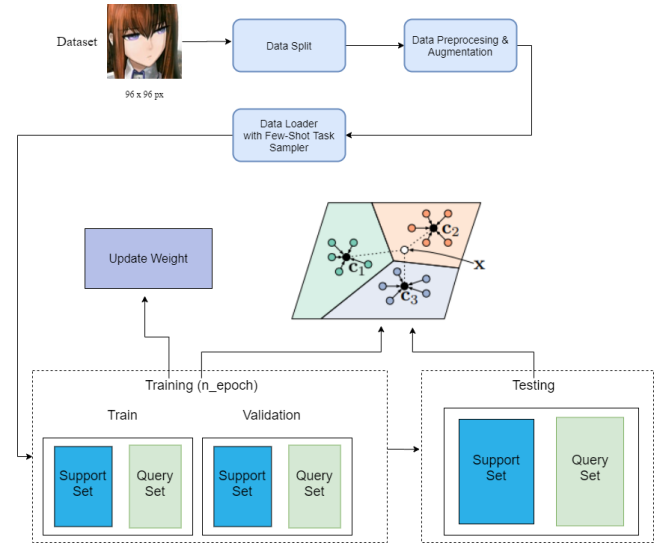 Dataset
96 x 96 px
Data Split
Data Preprocesing &
Augmentation
Data Loader
with Few-Shot Task
Sampler
Update Weight
c1
c2
c3
x
Training (n_epoch)
Train
Validation
Support
Set
Query
Set
Support
Set
Query
Set
Testing
Support
Set
Query
Set